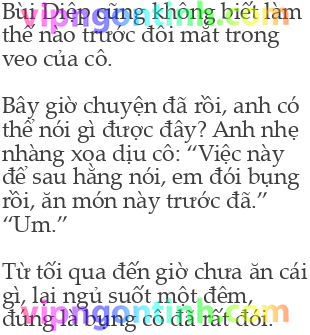 Bùi Diệp cũng không biết làm
thế nào trước đôi mắt trong
veo của cô.
Bây giờ chuyện đã rồi, anh có
thể nói gì được đây? Anh nhẹ
nhàng xoa dịu cô: “Việc này
để sau hẵng nói, em đói bụng
rồi, ăn món này trước đã.”
“Um.”
Từ tối qua đến giờ chưa ăn cái
gì, lại ngủ suốt một đêm,
đúng là bụng cô đã rất đói.
vipngontinh.com
vipngontinh.com